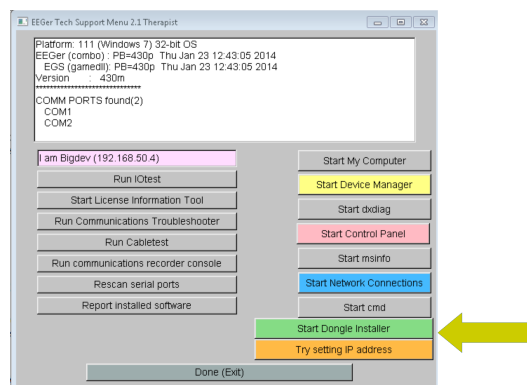 EEGer Tech Support Menu 2.1 Therapist
Platform: 111 (Windows 7) 32-bit OS
EEGer (combo) : PB=430p Thu Jan 23 12:43:05 2014
EGS (gamedll): PB=430p Thu Jan 23 12:43:05 2014
Version : 430m
******************************
COMM PORTS found(2)
COM1
COM2
I am Bigdev (192.168.50.4)
Run IOtest
Start License Information Tool
Run Communications Troubleshooter
Run Cabletest
Run communications recorder console
Rescan serial ports
Report installed software
Start My Computer
Start Device Manager
Start dxdiag
Start Control Panel
Start msinfo
Start Network Connections
Start cmd
Start Dongle Installer
Try setting IP address
Done (Exit)